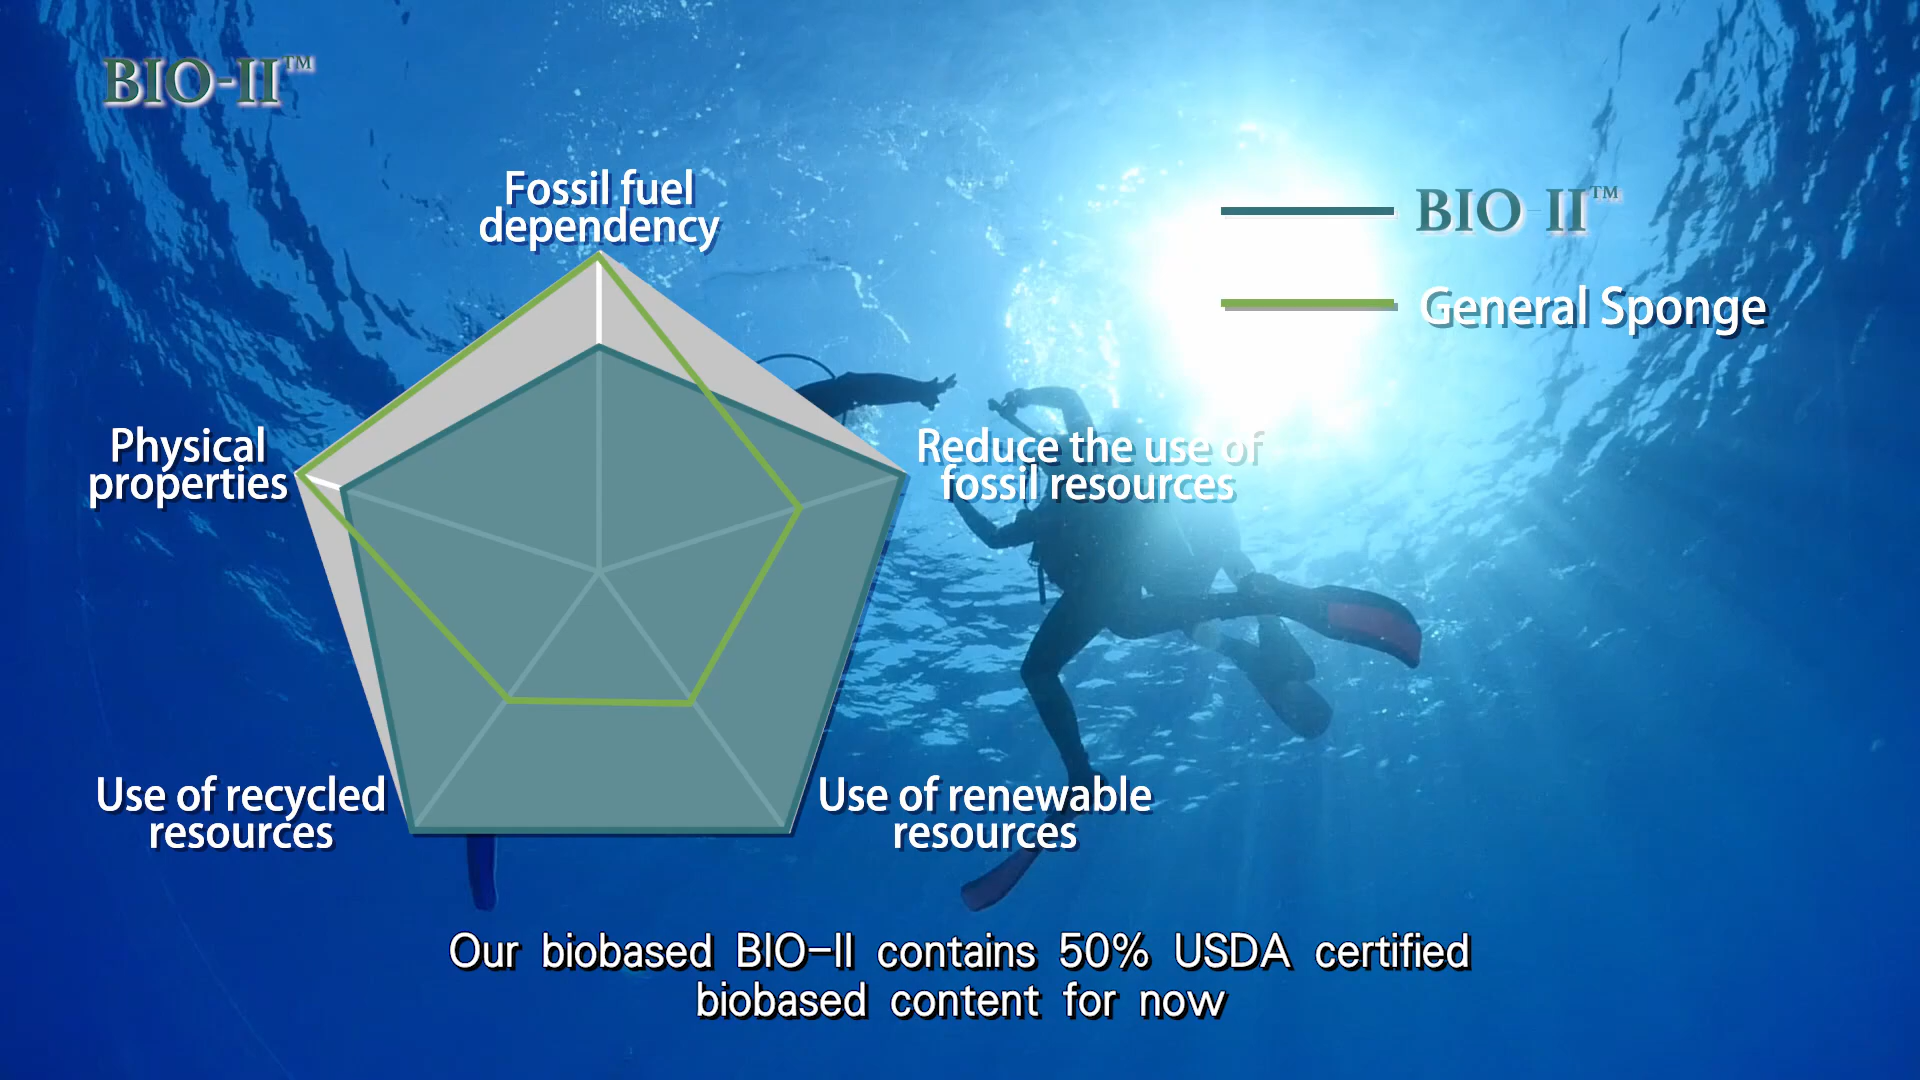 BIO-II™
Fossil fuel
dependency
BIO-II™
General Sponge
Physical
properties
Reduce the use of
fossil resources
Use of recycled
resources
Use of renewable
resources
Our biobased BIO-II contains 50% USDA certified
biobased content for now